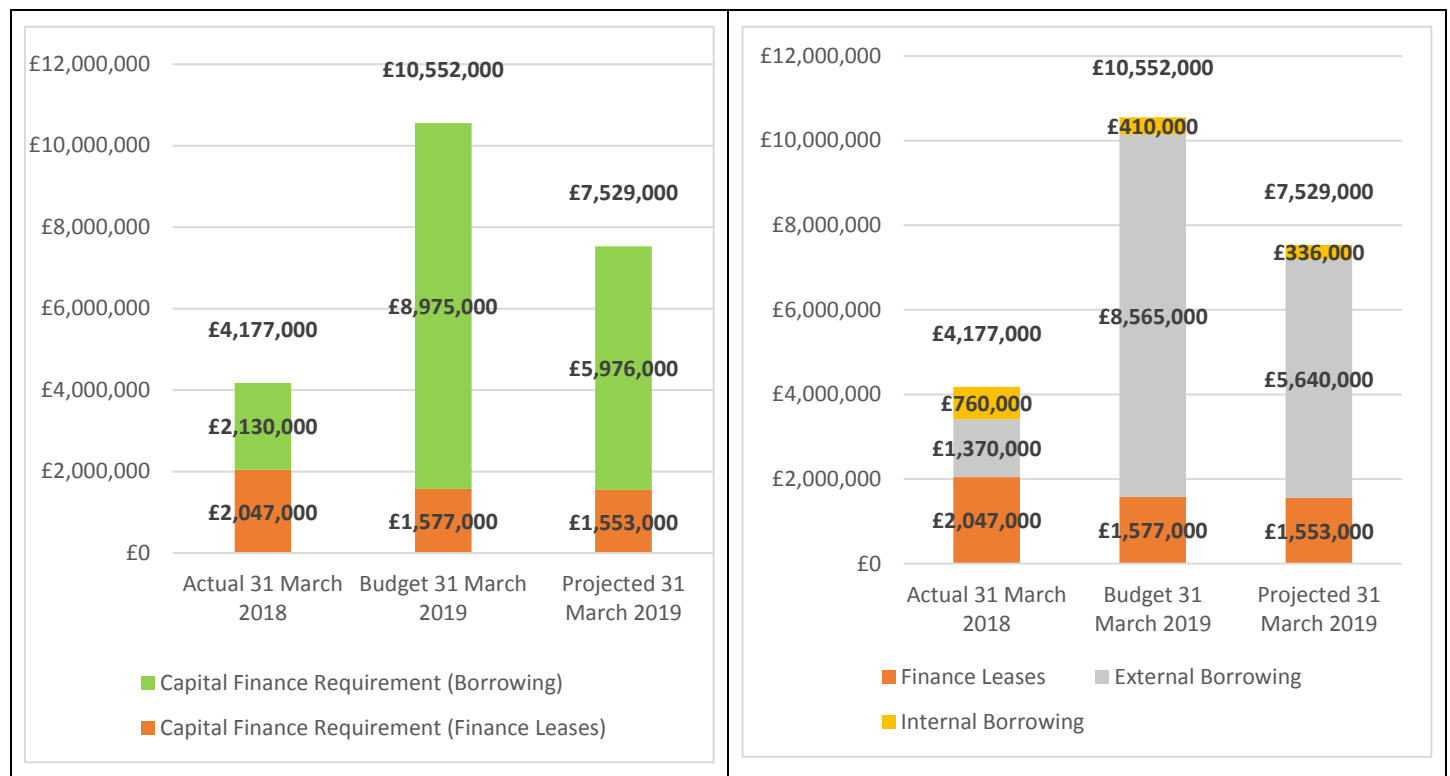 £12,000,000
£10,000,000
£8,000,000
£6,000,000
£4,000,000
£2,000,000
£0
£4,177,000
£2,130,000
£2,047,000
£10,552,000
£8,975,000
£1,577,000
£7,529,000
£5,976,000
£1,553,000
Actual 31 March
2018
Budget 31 March
2019
Projected 31
March 2019
Capital Finance Requirement (Borrowing)
Capital Finance Requirement (Finance Leases)
£12,000,000
£10,000,000
£8,000,000
£6,000,000
£4,000,000
£2,000,000
£0
£4,177,000
£760,000
£1,370,000
£2,047,000
£10,552,000
£410,000
£8,565,000
£1,577,000
£7,529,000
£336,000
£5,640,000
£1,553,000
Actual 31 March
2018
Budget 31
March 2019
Projected 31
March 2019
Finance Leases
External Borrowing
Internal Borrowing